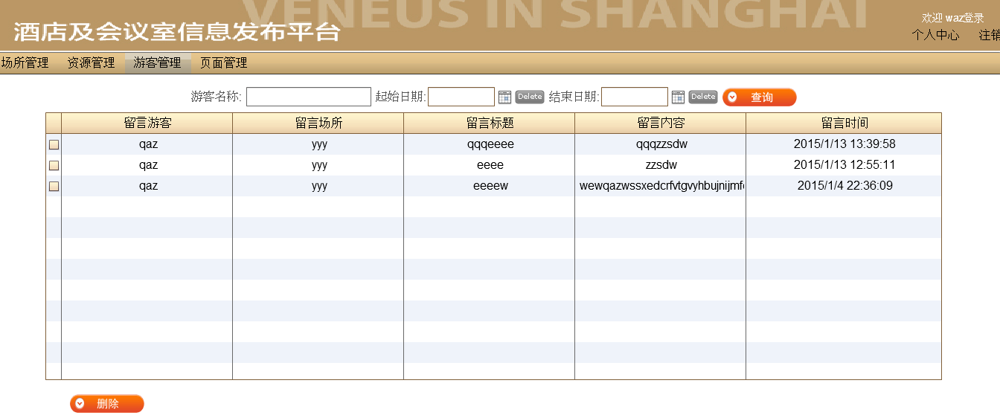 VENEUS IN SHANGHAI
酒店及会议室信息发布平台
欢迎 waz登录
个人中心 注销
场所管理 资源管理 游客管理 页面管理
游客名称: 起始日期: Delete 结束日期: Delete 查询
留言游客 留言场所 留言标题 留言内容 留言时间
qaz yyy qqqeeee qqqzzsdw 2015/1/13 13:39:58
qaz yyy eeee zzsdw 2015/1/13 12:55:11
qaz yyy eeeew wewqazwssxedcrfvtgvyhbujnijmf 2015/1/4 22:36:09
删除